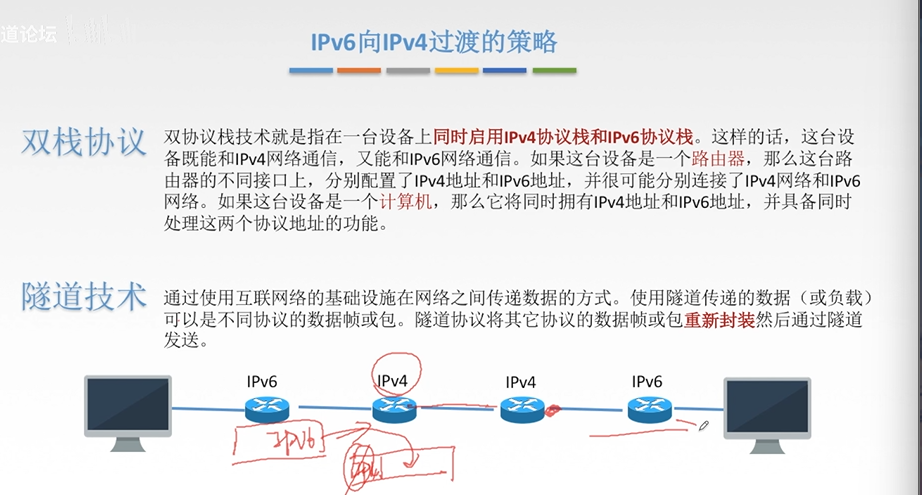 道论坛
IPv6向IPv4过渡的策略
双栈协议
双协议栈技术就是指在一台设备上同时启用IPv4协议栈和IPv6协议栈。这样的话，这台设
备既能和IPv4网络通信，又能和IPv6网络通信。如果这台设备是一个路由器，那么这台路
由器的不同接口上，分别配置了IPv4地址和IPv6地址，并很可能分别连接了IPv4网络和IPv6
网络。如果这台设备是一个计算机，那么它将同时拥有IPv4地址和IPv6地址，并具备同时
处理这两个协议地址的功能。
隧道技术
通过使用互联网络的基础设施在网络之间传递数据的方式。使用隧道传递的数据（或负载）
可以是不同协议的数据帧或包。隧道协议将其它协议的数据帧或包重新封装然后通过隧道
发送。
IPv6 IPv4 IPv4 IPv6
IPV6